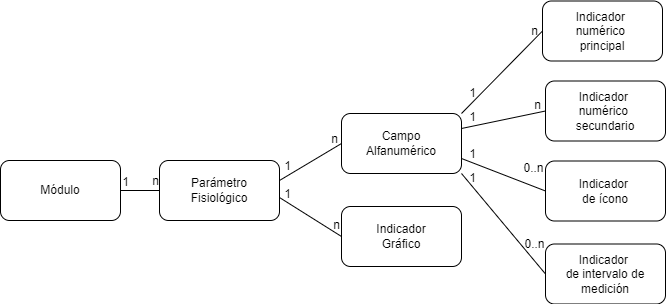 Módulo
1
n
Parámetro
Fisiológico
1
n
1
n
Campo
Alfanumérico
Indicador
Gráfico
1
n
1
n
1
0..n
1
0..n
Indicador
numérico
principal
Indicador
numérico
secundario
Indicador
de ícono
Indicador
de intervalo de
medición